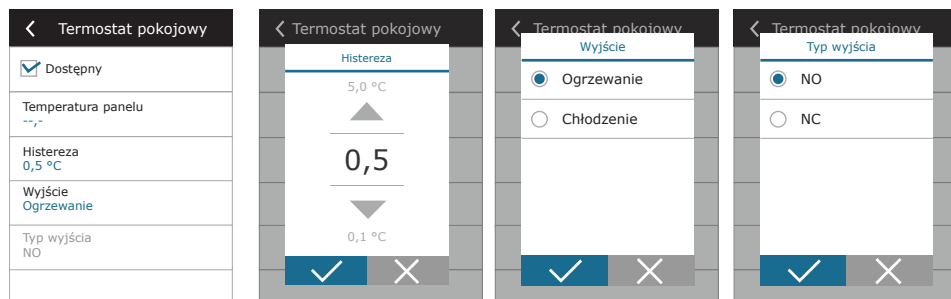 Termostat pokojowy
Dostępny
Temperatura panelu
--,-
Histereza
0,5 °C
Wyjście
Ogrzewanie
Typ wyjścia
NO
Termostat pokojowy
Histereza
5,0 °C
0,5
0,1 °C
Termostat pokojowy
Wyjście
Ogrzewanie
Chłodzenie
Termostat pokojowy
Typ wyjścia
NO
NC